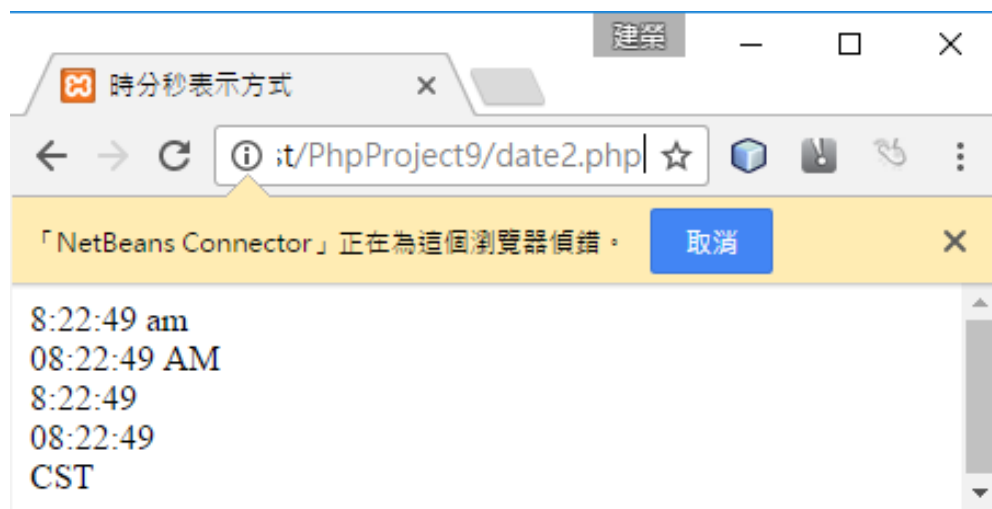 建榮
時分秒表示方式
st/PhpProject9/date2.php
「NetBeans Connector」正在為這個瀏覽器偵錯。 取消
8:22:49 am
08:22:49 AM
8:22:49
08:22:49
CST